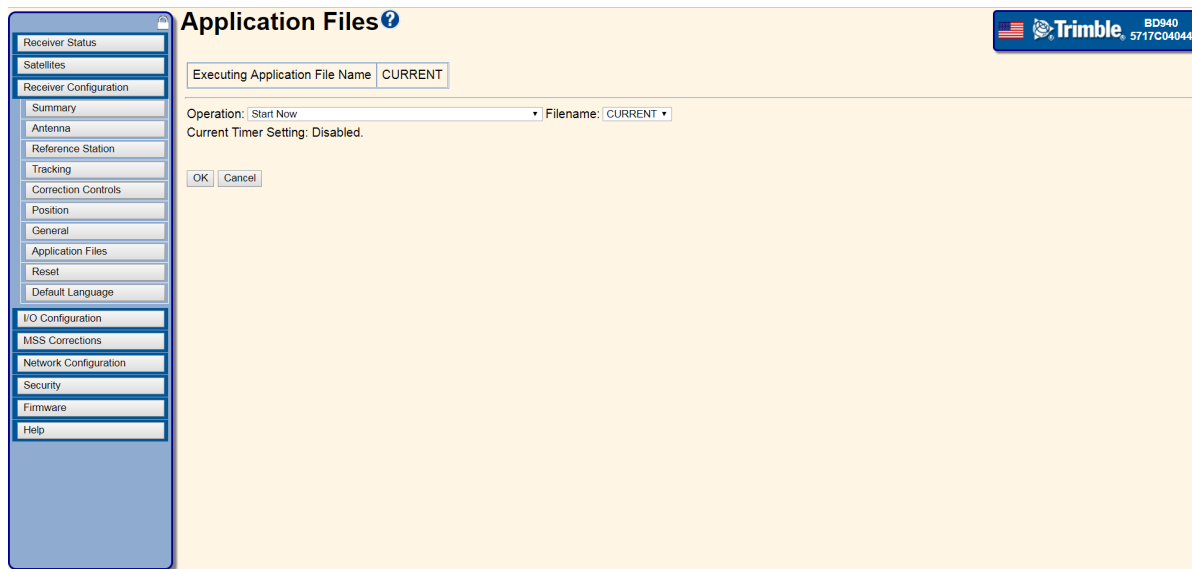 Application Files?
Trimble® BD940
5717C04044
Receiver Status
Satellites
Receiver Configuration
Summary
Antenna
Reference Station
Tracking
Correction Controls
Position
General
Application Files
Reset
Default Language
I/O Configuration
MSS Corrections
Network Configuration
Security
Firmware
Help
Executing Application File Name CURRENT
Operation: Start Now Filename: CURRENT
Current Timer Setting: Disabled.
OK Cancel